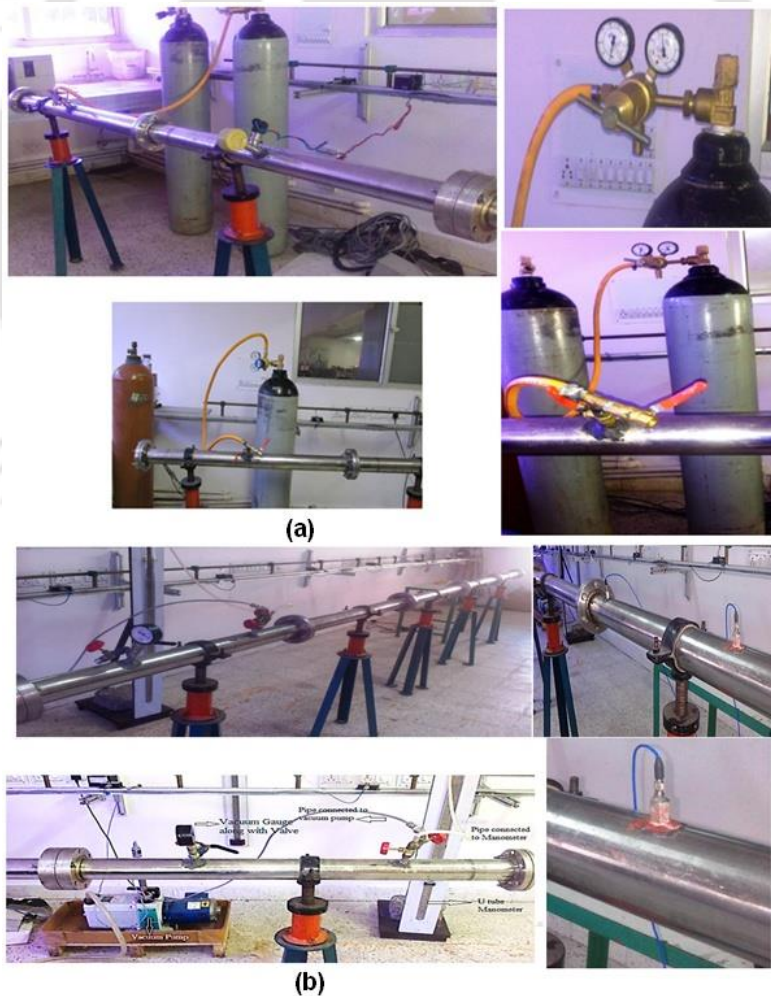 (a)
Vacuum Gauge
along with Valve
Pipe connected to
vacuum pump
Pipe connected
to Manometer
U tube
Manometer
Vacuum Pump
(b)